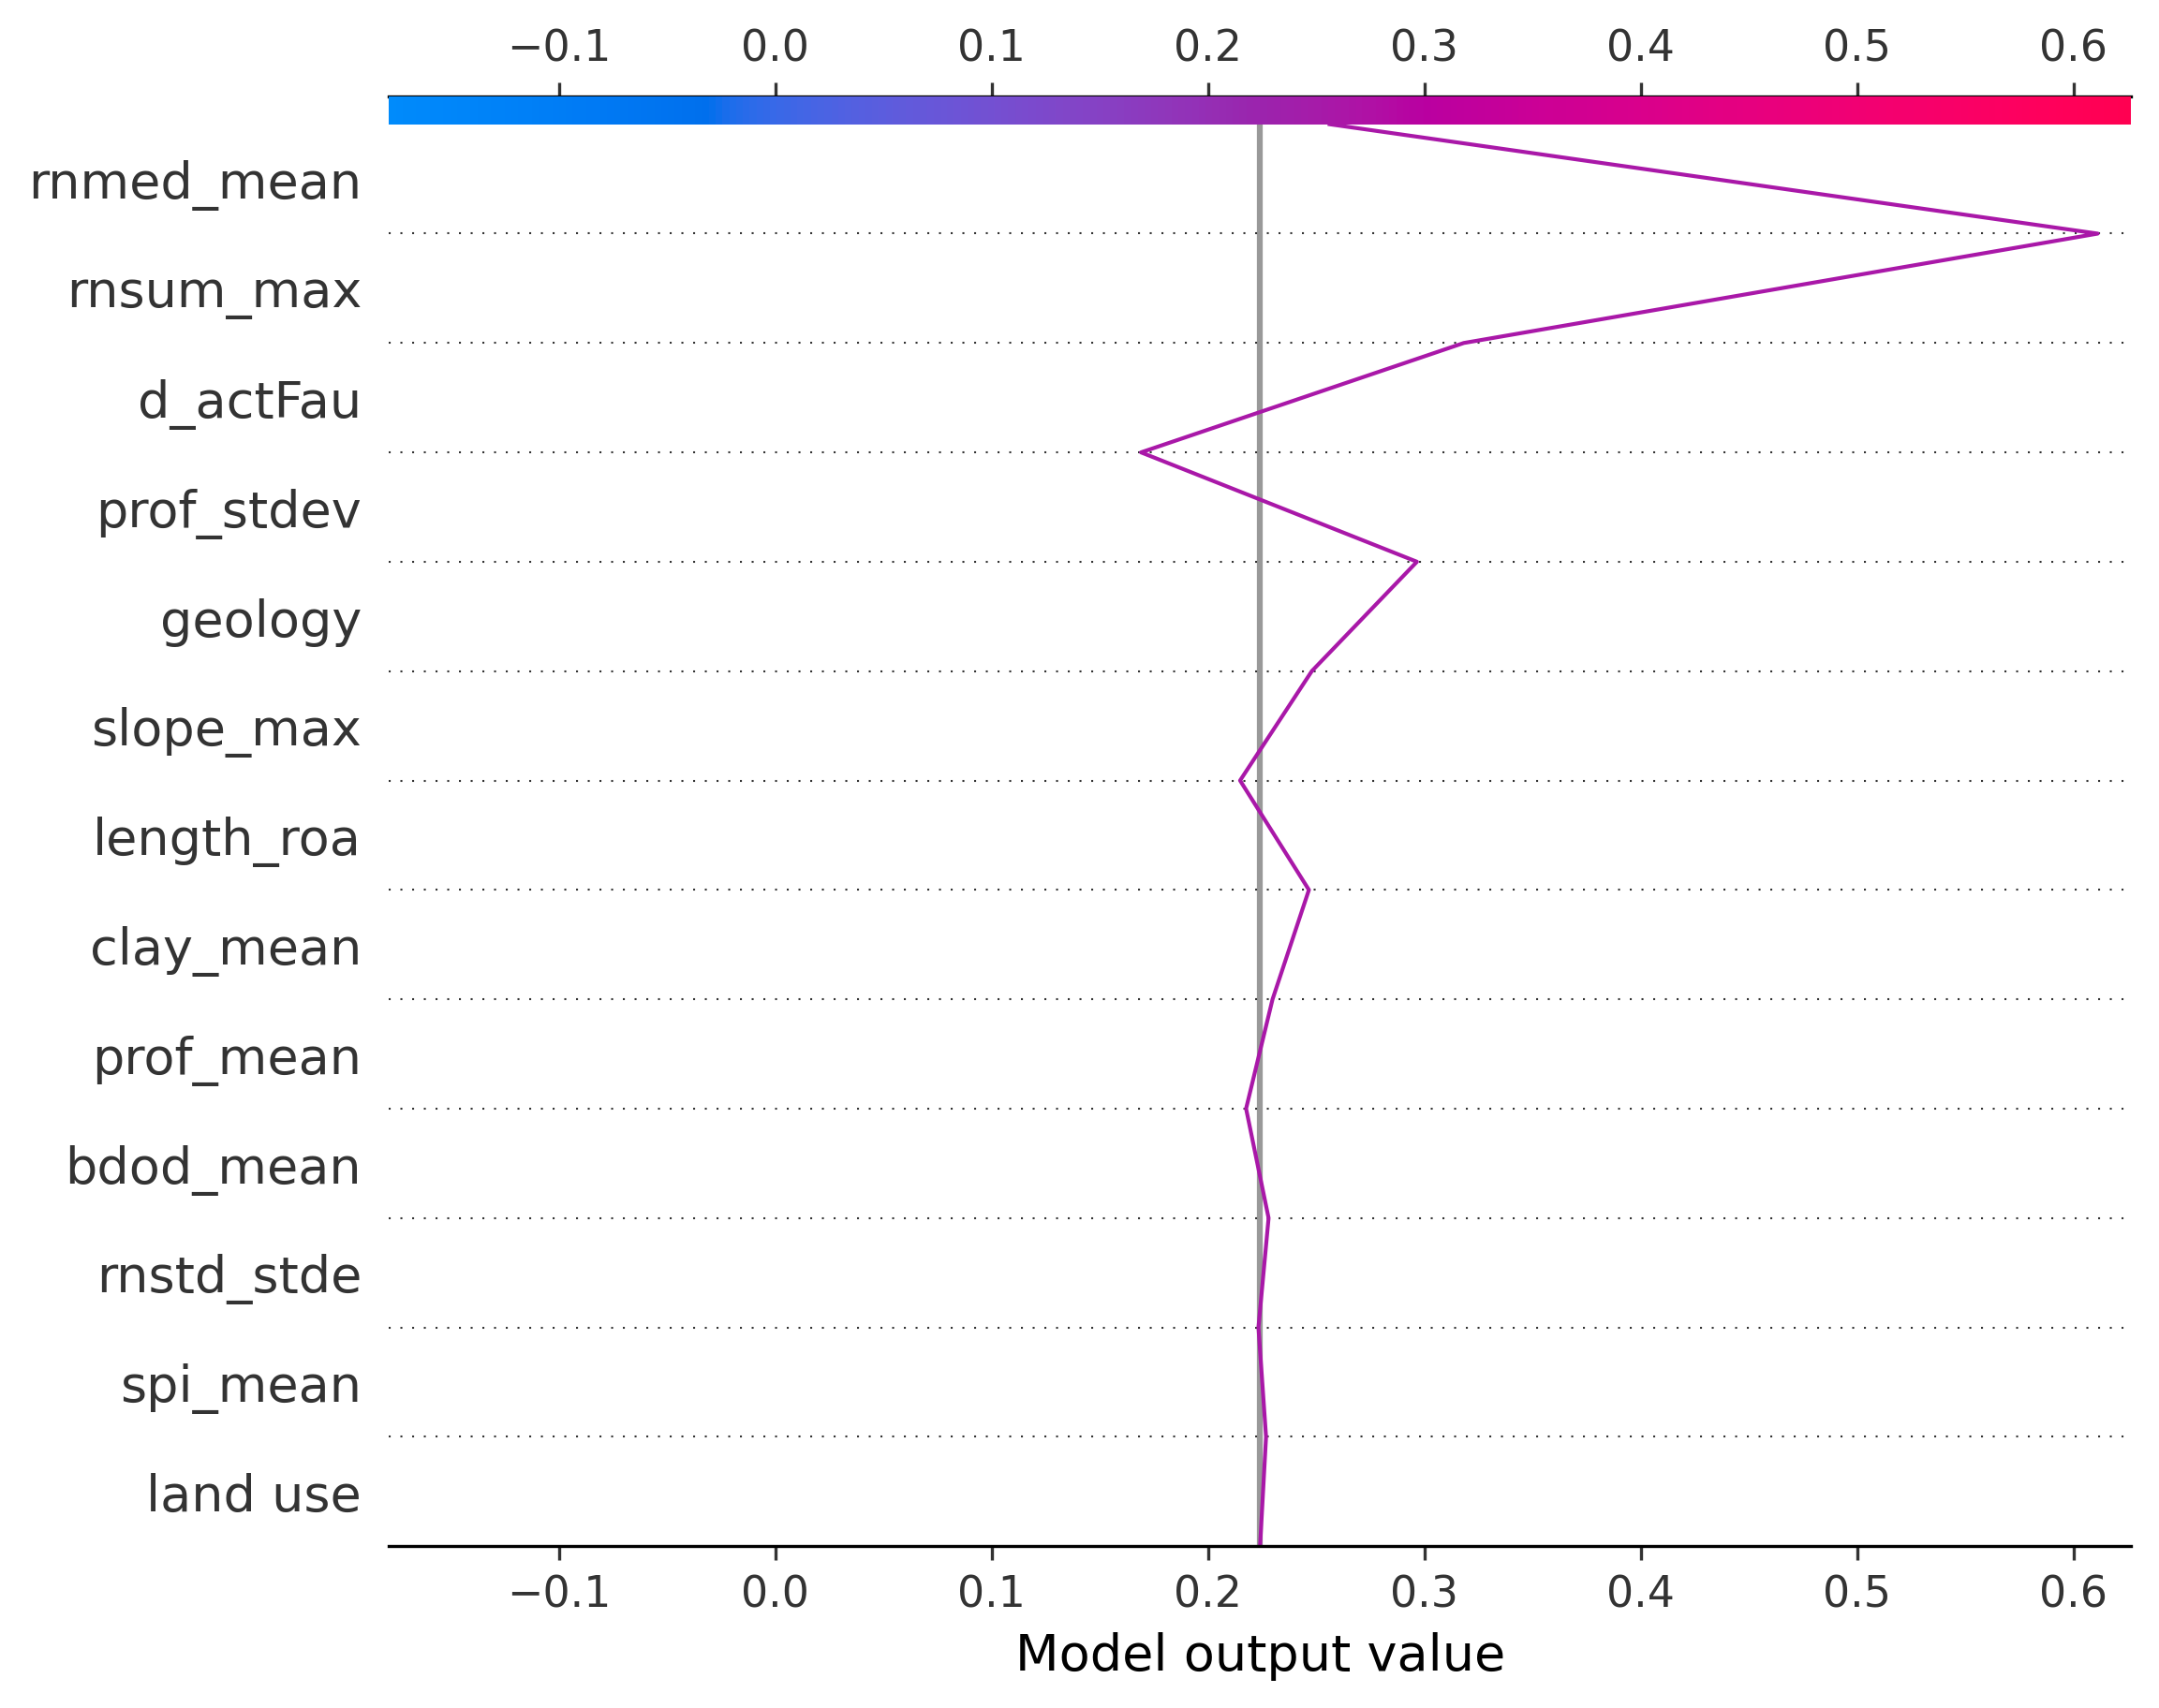 −0.1 0.0 0.1 0.2 0.3 0.4 0.5 0.6
rnmed_mean
rnsum_max
d_actFau
prof_stdev
geology
slope_max
length_roa
clay_mean
prof_mean
bdod_mean
rnstd_stde
spi_mean
land use
−0.1 0.0 0.1 0.2 0.3 0.4 0.5 0.6
Model output value